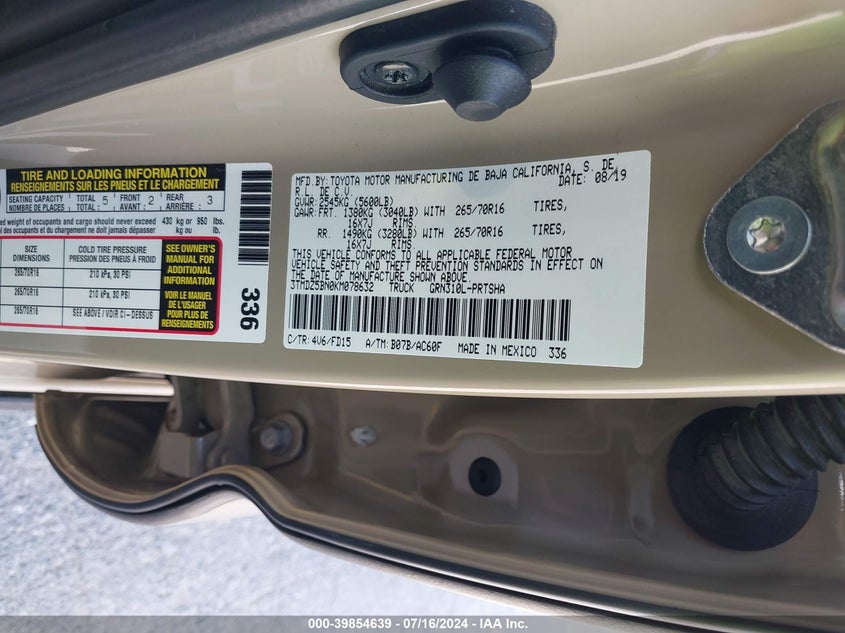 TIRE AND LOADING INFORMATION
RENSEIGNEMENTS SUR LES PNEUS ET LE CHARGEMENT
SEATING CAPACITY TOTAL 5 FRONT 2 REAR 3
NOMBRE DE PLACES: TOTAL: AVANT: ARRIÈRE:
weight of occupants and cargo should never exceed 430 kg or 950 lbs.
des occupants et du chargement ne doit jamais dépasser kg ou lb.
SIZE DIMENSIONS COLD TIRE PRESSURE PRESSION DES PNEUS À FROID
265/70R16 210 kPa, 30 PSI
265/70R16 210 kPa, 30 PSI
SEE ABOVE / VOIR CI-DESSUS
SEE OWNER'S
MANUAL FOR
ADDITIONAL
INFORMATION
VOIR LE MANUEL
DE L'USAGER
POUR PLUS DE
RENSEIGNEMENTS
336
MFD. BY: TOYOTA MOTOR MANUFACTURING DE BAJA CALIFORNIA, S. DE
R.L. DE C.V. DATE: 08/19
GVWR: 2545KG (5600LB)
GAWR: FRT. 1380KG (3040LB) WITH 265/70R16 TIRES,
16X7J RIMS
RR. 1490KG (3280LB) WITH 265/70R16 TIRES,
16X7J RIMS
THIS VEHICLE CONFORMS TO ALL APPLICABLE FEDERAL MOTOR
VEHICLE SAFETY AND THEFT PREVENTION STANDARDS IN EFFECT ON
THE DATE OF MANUFACTURE SHOWN ABOVE.
3TMDZ5BN0KM078632 TRUCK GRN310L-PRTSHA
C/TR: 4V6/FD15 A/TM: B07B/AC60F MADE IN MEXICO 336
000-39854639 - 07/16/2024 - IAA Inc.